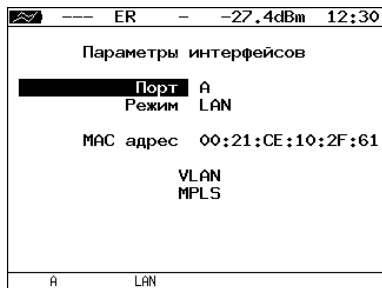 --- ER - -27.4dBm 12:30
Параметры интерфейсов
Порт A
Режим LAN
MAC адрес 00:21:CE:10:2F:61
VLAN
MPLS
A LAN